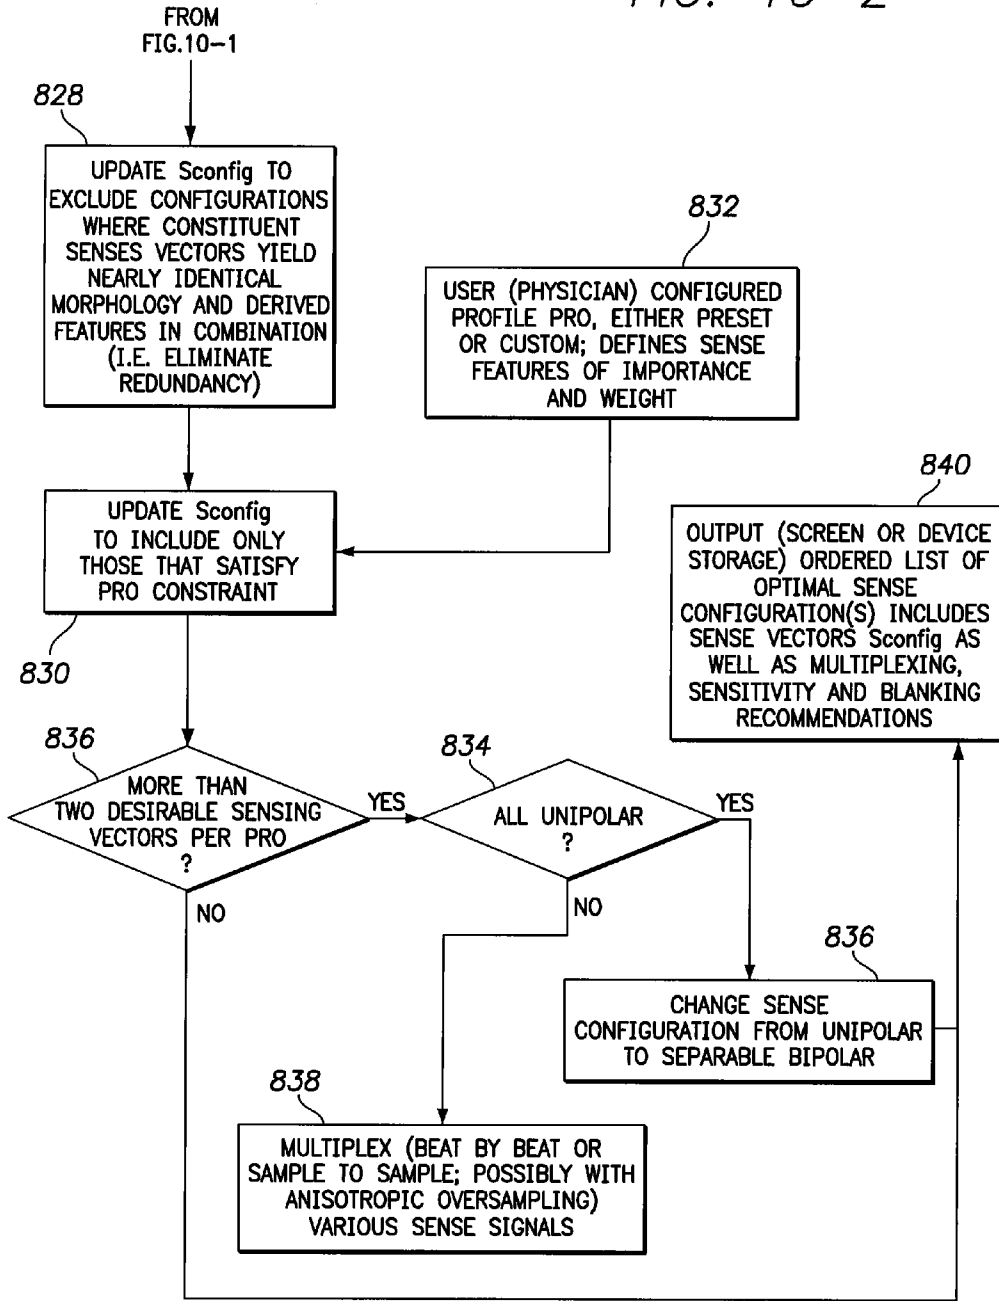 FIG. 10-2
FROM
FIG.10-1
828
UPDATE Sconfig TO
EXCLUDE CONFIGURATIONS
WHERE CONSTITUENT
SENSES VECTORS YIELD
NEARLY IDENTICAL
MORPHOLOGY AND DERIVED
FEATURES IN COMBINATION
(I.E. ELIMINATE
REDUNDANCY)
832
USER (PHYSICIAN) CONFIGURED
PROFILE PRO, EITHER PRESET
OR CUSTOM; DEFINES SENSE
FEATURES OF IMPORTANCE
AND WEIGHT
UPDATE Sconfig
TO INCLUDE ONLY
THOSE THAT SATISFY
PRO CONSTRAINT
830
840
OUTPUT (SCREEN OR DEVICE
STORAGE) ORDERED LIST OF
OPTIMAL SENSE
CONFIGURATION(S) INCLUDES
SENSE VECTORS Sconfig AS
WELL AS MULTIPLEXING,
SENSITIVITY AND BLANKING
RECOMMENDATIONS
836
MORE THAN
TWO DESIRABLE SENSING
VECTORS PER PRO
?
YES
NO
834
ALL UNIPOLAR
?
YES
NO
836
CHANGE SENSE
CONFIGURATION FROM UNIPOLAR
TO SEPARABLE BIPOLAR
838
MULTIPLEX (BEAT BY BEAT OR
SAMPLE TO SAMPLE; POSSIBLY WITH
ANISOTROPIC OVERSAMPLING)
VARIOUS SENSE SIGNALS